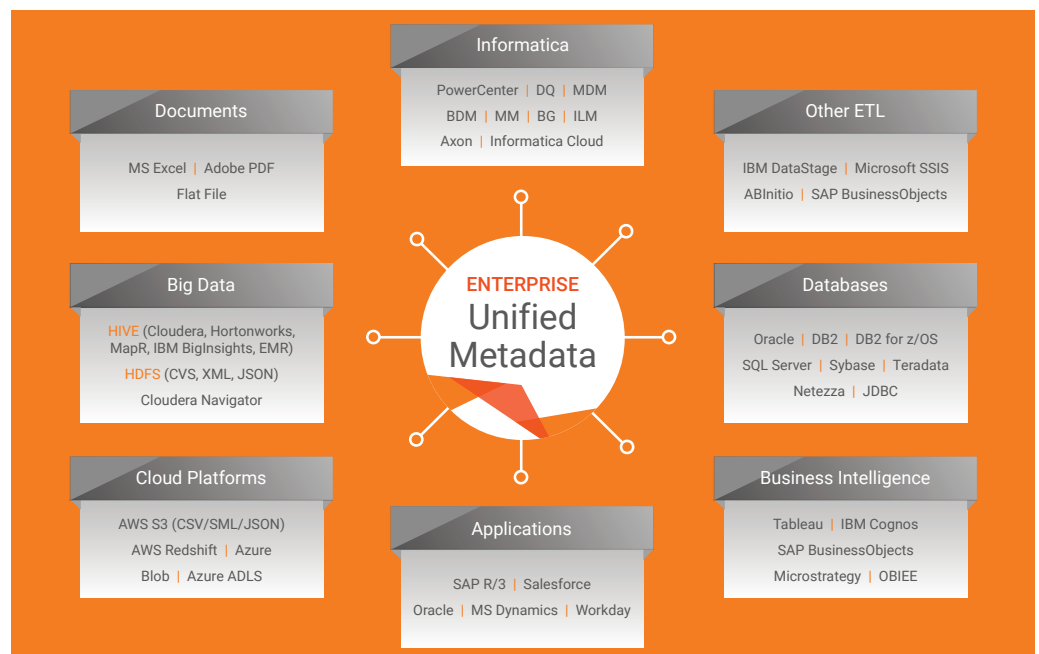 Informatica
PowerCenter | DQ | MDM
BDM | MM | BG | ILM
Axon | Informatica Cloud
Documents
MS Excel | Adobe PDF
Flat File
Other ETL
IBM DataStage | Microsoft SSIS
ABInitio | SAP BusinessObjects
Big Data
HIVE (Cloudera, Hortonworks,
MapR, IBM BigInsights, EMR)
HDFS (CVS, XML, JSON)
Cloudera Navigator
ENTERPRISE
Unified
Metadata
Databases
Oracle | DB2 | DB2 for z/OS
SQL Server | Sybase | Teradata
Netezza | JDBC
Cloud Platforms
AWS S3 (CSV/SML/JSON)
AWS Redshift | Azure
Blob | Azure ADLS
Applications
SAP R/3 | Salesforce
Oracle | MS Dynamics | Workday
Business Intelligence
Tableau | IBM Cognos
SAP BusinessObjects
Microstrategy | OBIEE